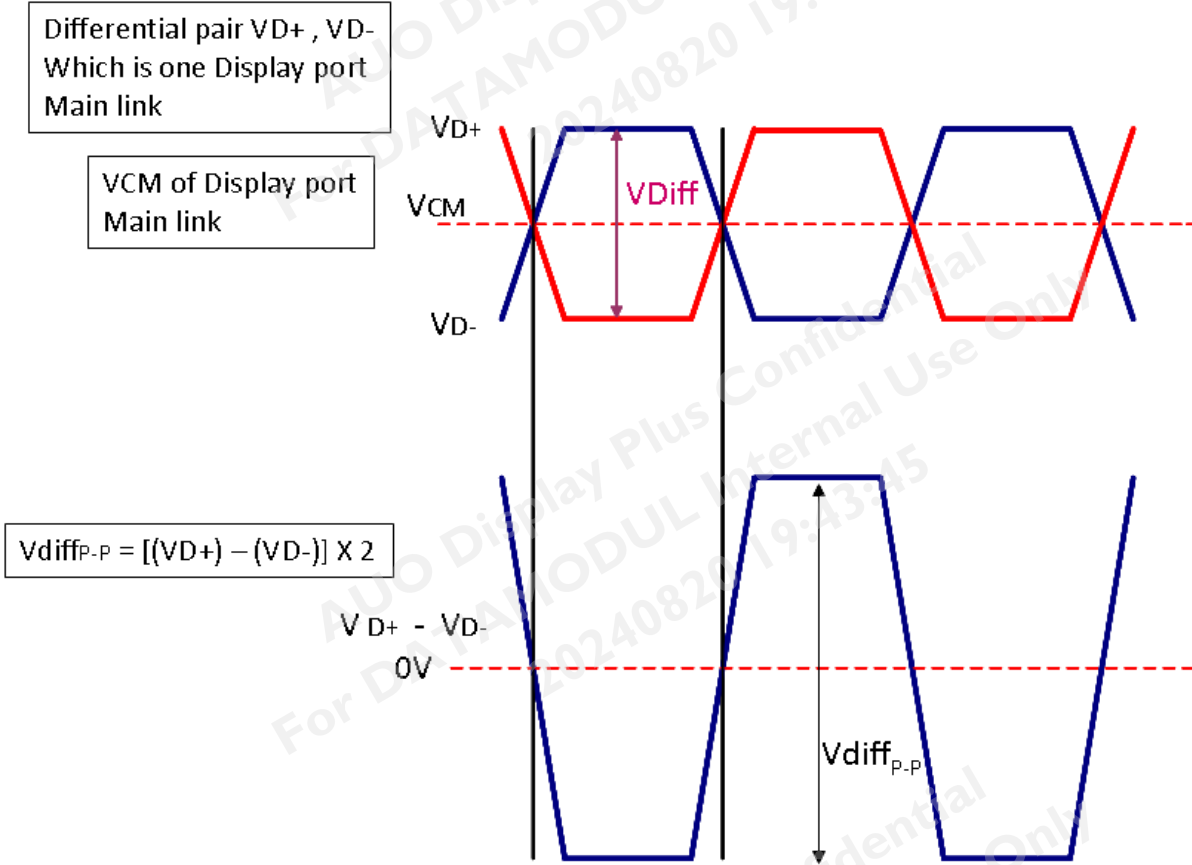 Differential pair VD+ , VD-
Which is one Display port
Main link
VCM of Display port
Main link
VD+
VDiff
VCM
VD-
VdiffP-P = [(VD+) – (VD-)] X 2
V D+ - VD-
0V
VdiffP-P
AUO Display Plus Confidential
For DATAMODUL Internal Use Only
20240820 19:43:45